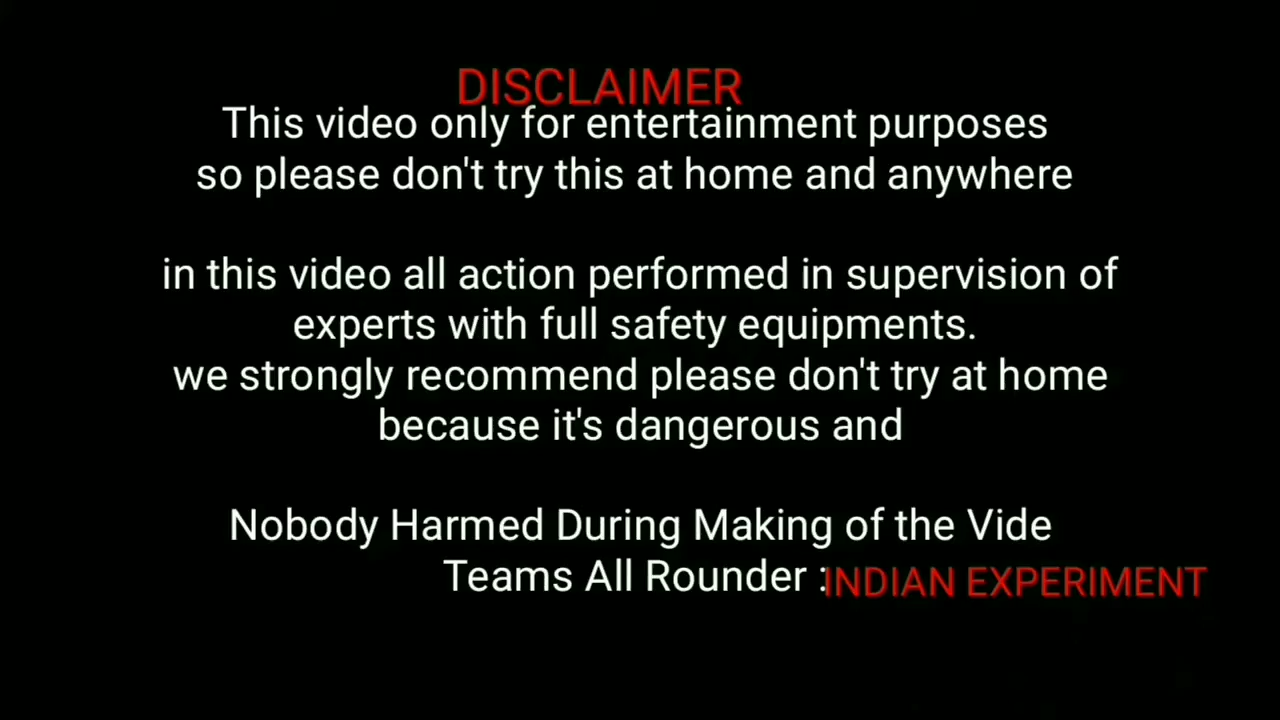 DISCLAIMER
This video only for entertainment purposes
so please don't try this at home and anywhere
in this video all action performed in supervision of
experts with full safety equipments.
we strongly recommend please don't try at home
because it's dangerous and
Nobody Harmed During Making of the Vide
Teams All Rounder :INDIAN EXPERIMENT